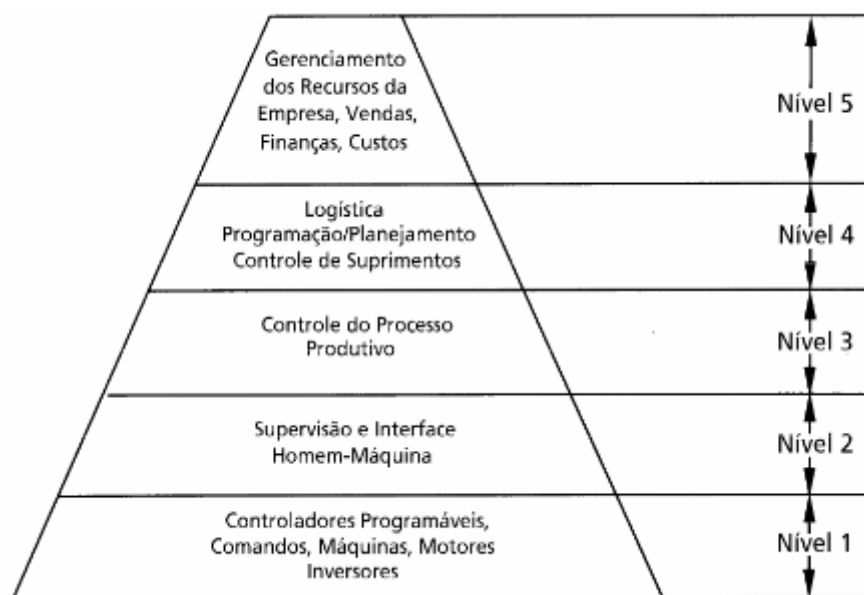 Gerenciamento
dos Recursos da
Empresa, Vendas,
Finanças, Custos
Nível 5
Logística
Programação/Planejamento
Controle de Suprimentos
Nível 4
Controle do Processo
Produtivo
Nível 3
Supervisão e Interface
Homem-Máquina
Nível 2
Controladores Programáveis,
Comandos, Máquinas, Motores
Inversores
Nível 1